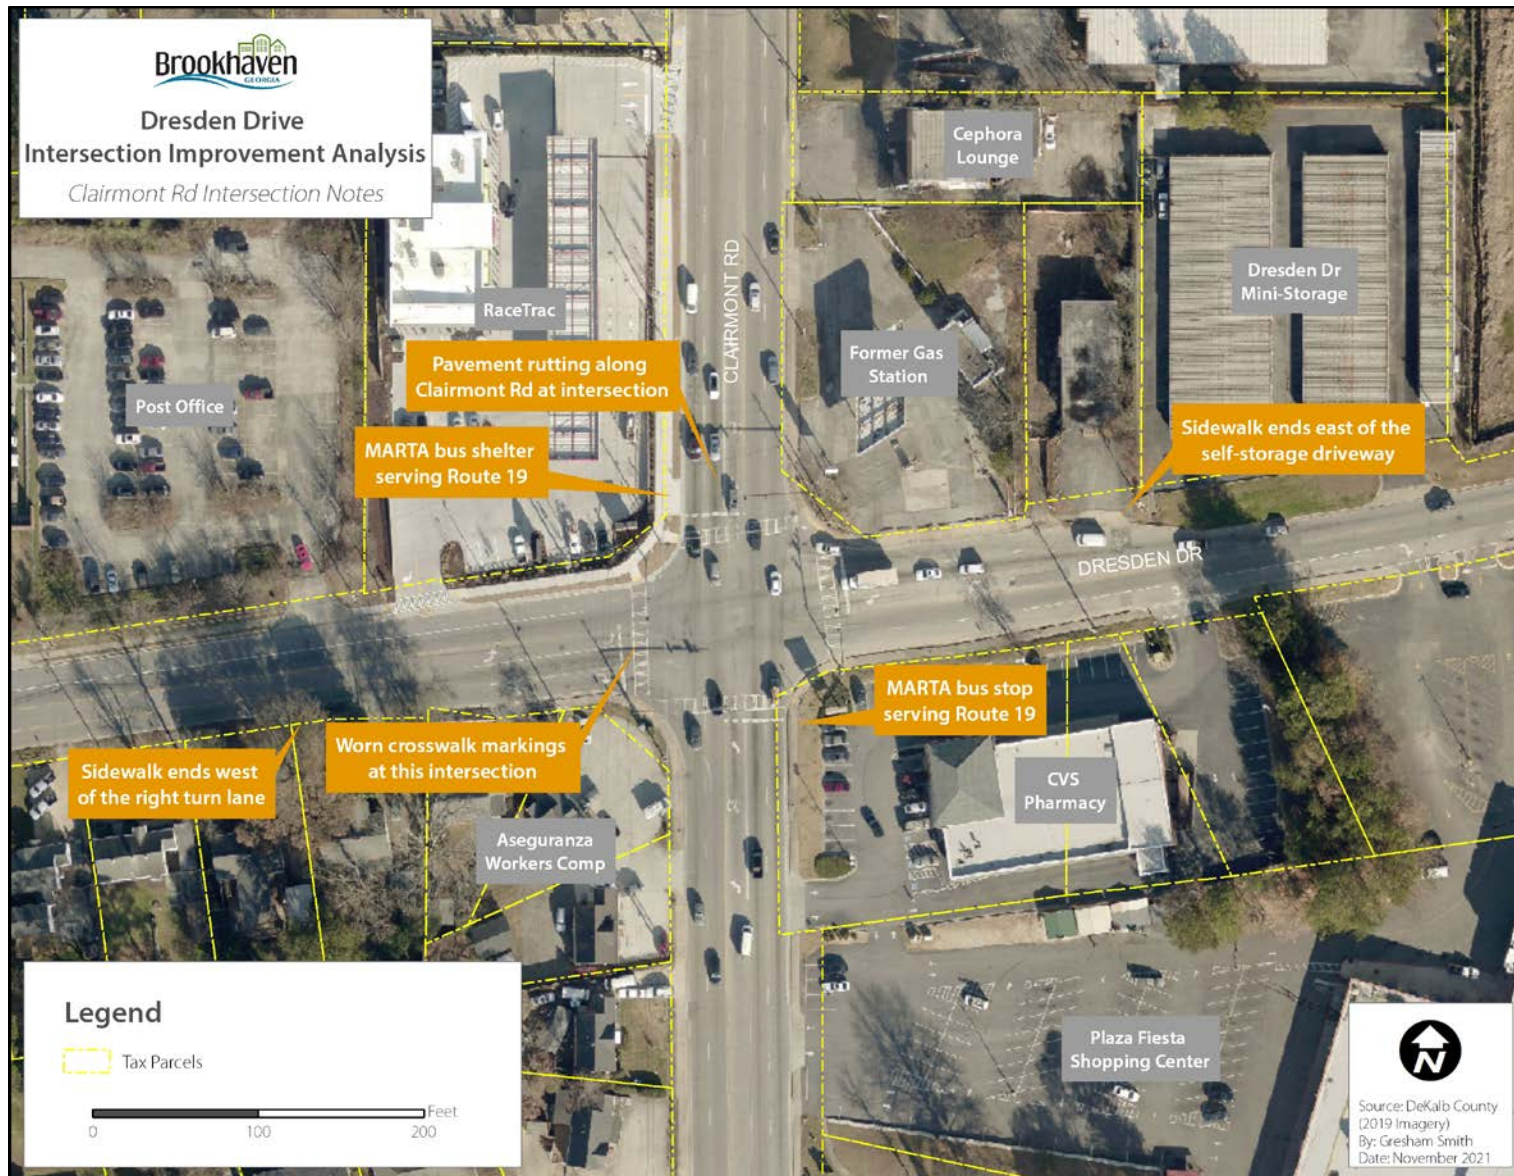 Brookhaven
GEORGIA
Dresden Drive
Intersection Improvement Analysis
Clairmont Rd Intersection Notes
Cephora
Lounge
Dresden Dr
Mini-Storage
RaceTrac
CLAIRMONT RD
Former Gas
Station
Post Office
Pavement rutting along
Clairmont Rd at intersection
MARTA bus shelter
serving Route 19
Sidewalk ends east of the
self-storage driveway
DRESDEN DR
MARTA bus stop
serving Route 19
Worn crosswalk markings
at this intersection
Sidewalk ends west
of the right turn lane
CVS
Pharmacy
Aseguranza
Workers Comp
Plaza Fiesta
Shopping Center
Legend
Tax Parcels
Feet
0 100 200
N
Source: DeKalb County
(2019 Imagery)
By: Gresham Smith
Date: November 2021